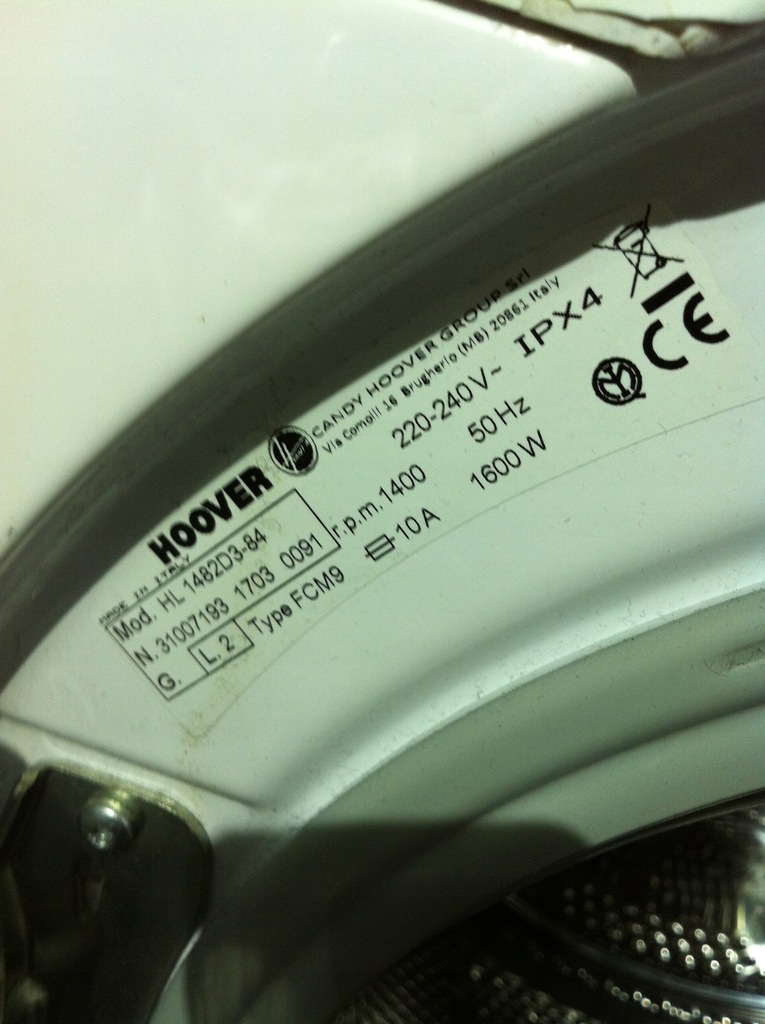 HOOVER
CANDY HOOVER GROUP Srl
Via Comolli 16 Brugherio (MB) 20861 Italy
MADE IN ITALY
Mod. HL 1482D3-84
N. 31007193 1703 0091
G. L. 2 Type FCM9
220-240V~ IPX4
r.p.m. 1400 50Hz
10A 1600W
CE